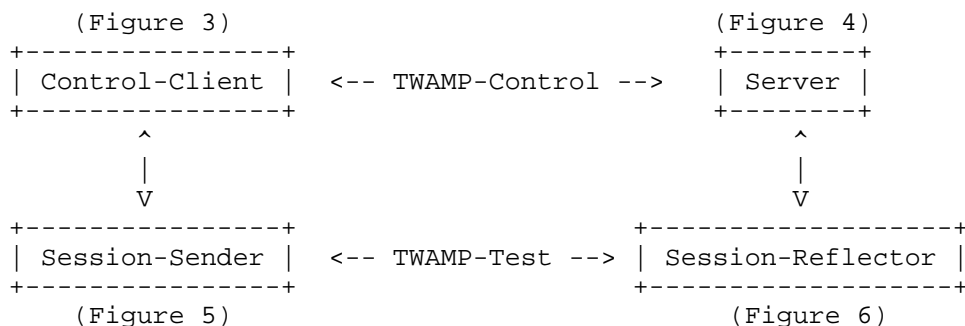 (Figure 3) (Figure 4)
+----------------+ +--------+
| Control-Client | <-- TWAMP-Control --> | Server |
+----------------+ +--------+
^ ^
| |
V V
+----------------+ +-------------------+
| Session-Sender | <-- TWAMP-Test --> | Session-Reflector |
+----------------+ +-------------------+
(Figure 5) (Figure 6)